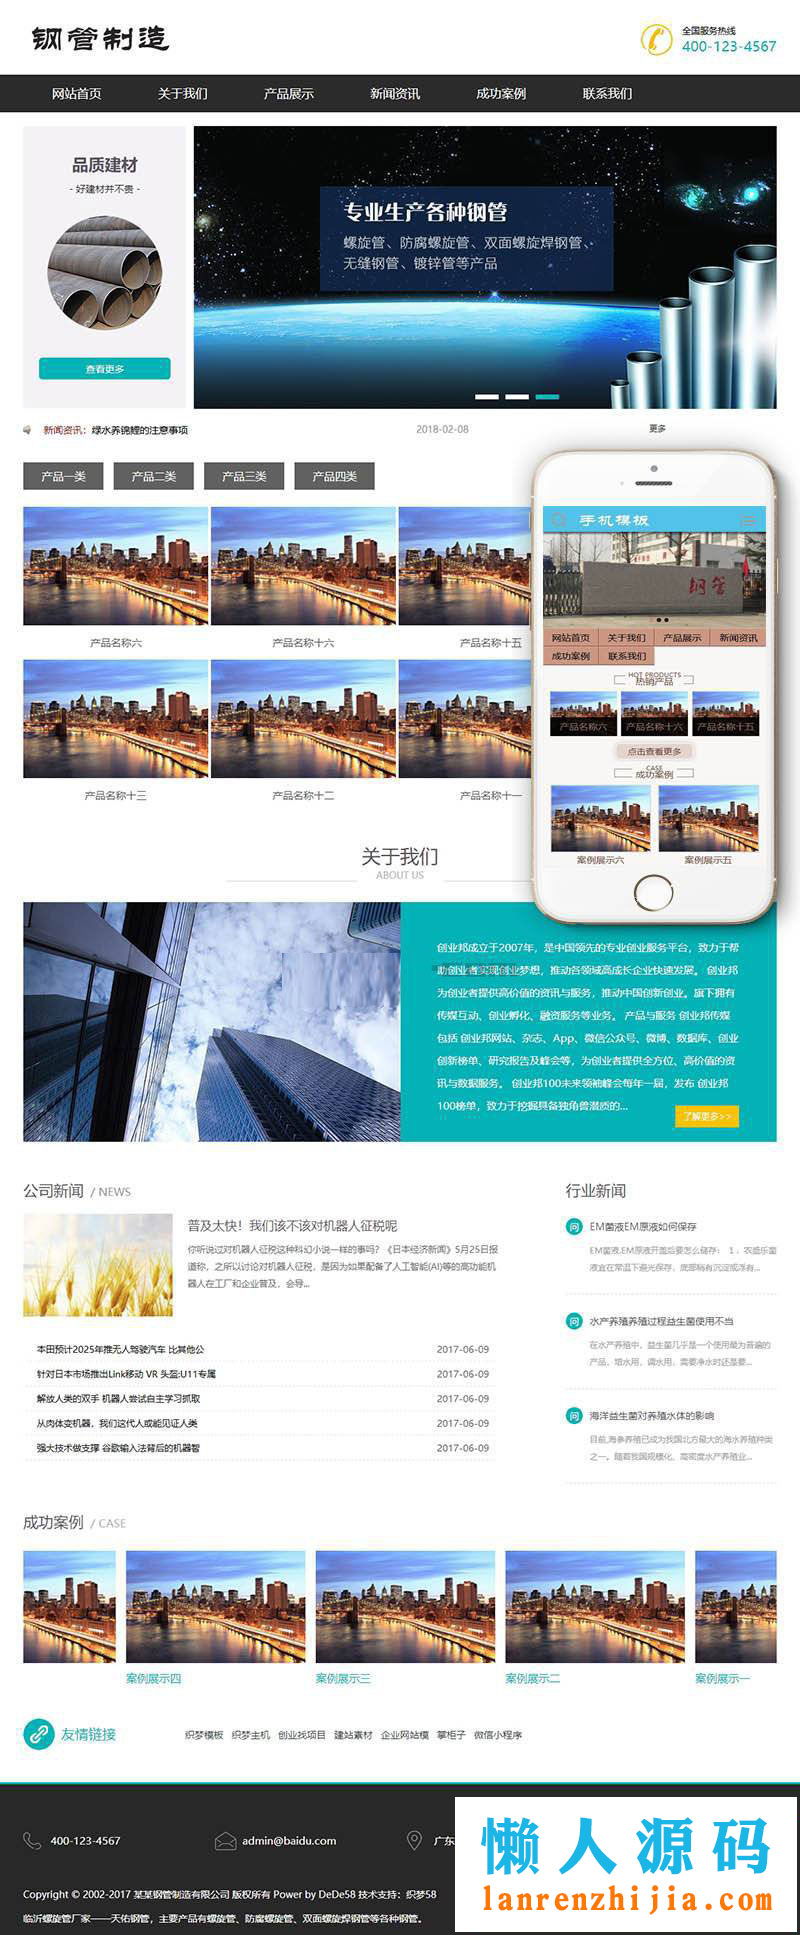 钢管制造
全国服务热线
400-123-4567
网站首页 关于我们 产品展示 新闻资讯 成功案例 联系我们
品质建材
- 好建材并不贵 -
查看更多
专业生产各种钢管
螺旋管、防腐螺旋管、双面螺旋焊钢管、
无缝钢管、镀锌管等产品
新闻资讯：绿水养锦鲤的注意事项 2018-02-08 更多
产品一类 产品二类 产品三类 产品四类
产品名称六 产品名称十六 产品名称十五
产品名称十三 产品名称十二 产品名称十一
手机模板
钢管
网站首页 关于我们 产品展示 新闻资讯
成功案例 联系我们
HOT PRODUCTS
热销产品
产品名称六 产品名称十六 产品名称十五
点击查看更多
CASE
成功案例
案例展示六 案例展示五
关于我们
ABOUT US
创业邦成立于2007年，是中国领先的专业创业服务平台，致力于帮
助创业者实现创业梦想，推动各领域高成长企业快速发展。 创业邦
为创业者提供高价值的资讯与服务，推动中国创新创业。旗下拥有
传媒互动、创业孵化、融资服务等业务。 产品与服务 创业邦传媒
包括 创业邦网站、杂志、App、微信公众号、微博、数据库、创业
创新榜单、研究报告及峰会等，为创业者提供全方位、高价值的资
讯与数据服务。 创业邦100未来领袖峰会每年一届，发布 创业邦
100榜单，致力于挖掘具备独角兽潜质的...
了解更多>>
公司新闻 / NEWS
普及太快！我们该不该对机器人征税呢
你听说过对机器人征税这种科幻小说一样的事吗？《日本经济新闻》5月25日报
道称，之所以讨论对机器人征税，是因为如果配备了人工智能(AI)等的高功能机
器人在工厂和企业普及，会导...
本田预计2025年推无人驾驶汽车 比其他公 2017-06-09
针对日本市场推出Link移动 VR 头盔:U11专属 2017-06-09
解放人类的双手 机器人尝试自主学习抓取 2017-06-09
从肉体变机器，我们这代人或能见证人类 2017-06-09
强大技术做支撑 谷歌输入法背后的机器智 2017-06-09
行业新闻
问 EM菌液EM原液如何保存
EM菌液,EM原液开盖后要怎么储存： 1 、农盛乐菌
液宜在常温下避光保存，底部稍有沉淀或浮有...
问 水产养殖养殖过程益生菌使用不当
在水产养殖中，益生菌几乎是一个使用最为普遍的
产品，培水用，调水用，需要净水时还是要...
问 海洋益生菌对养殖水体的影响
目前,海参养殖已成为我国北方最大的海水养殖种类
之一。随着我国规模化、高密度水产养殖业...
成功案例 / CASE
案例展示四 案例展示三 案例展示二 案例展示一
友情链接 织梦模板 织梦主机 创业找项目 建站素材 企业网站模 掌柜子 微信小程序
400-123-4567 admin@baidu.com 广东
Copyright © 2002-2017 某某钢管制造有限公司 版权所有 Power by DeDe58 技术支持：织梦58
临沂螺旋管厂家——天佑钢管，主要产品有螺旋管、防腐螺旋管、双面螺旋焊钢管等各种钢管。
懒人源码
lanrenzhijia.com